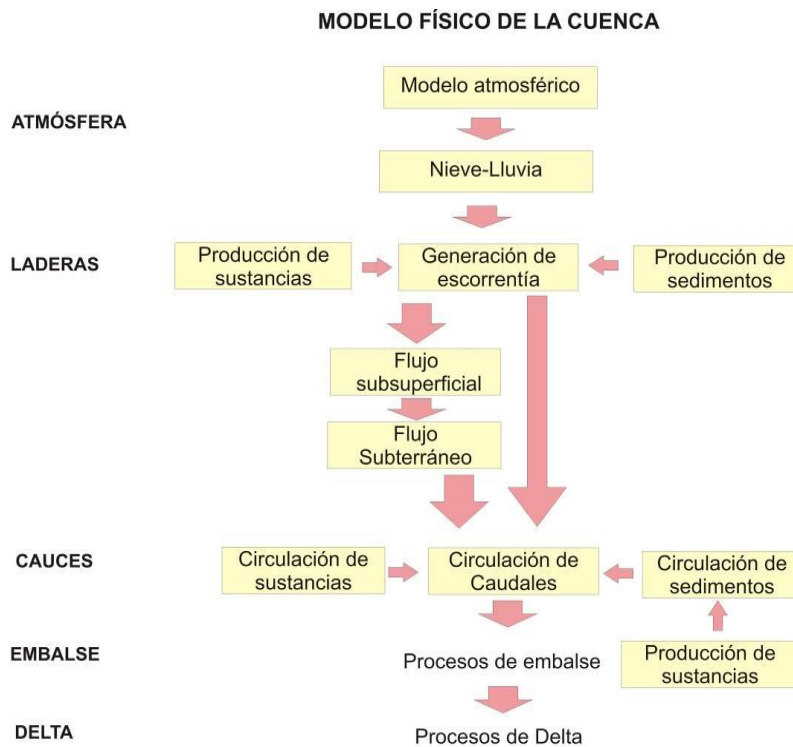 MODELO FÍSICO DE LA CUENCA
Modelo atmosférico
ATMÓSFERA
Nieve-Lluvia
LADERAS
Producción de
sustancias
Generación de
escorrentía
Producción de
sedimentos
Flujo
subsuperficial
Flujo
Subterráneo
CAUCES
Circulación de
sustancias
Circulación de
Caudales
Circulación de
sedimentos
EMBALSE
Procesos de embalse
Producción de
sustancias
DELTA
Procesos de Delta